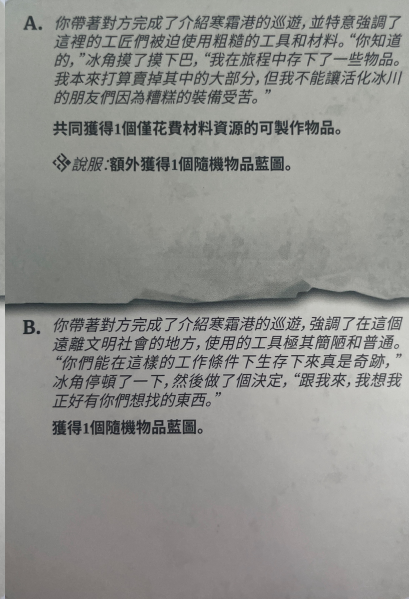 A. 你帶著對方完成了介紹寒霜港的巡遊，並特意強調了
這裡的工匠們被迫使用粗糙的工具和材料。“你知道
的，”冰角摸了摸下巴，“我在旅程中存下了一些物品。
我本來打算賣掉其中的大部分，但我不能讓活化冰川
的朋友們因為糟糕的裝備受苦。”
共同獲得1個僅花費材料資源的可製作物品。
說服：額外獲得1個隨機物品藍圖。
B. 你帶著對方完成了介紹寒霜港的巡遊，強調了在這個
遠離文明社會的地方，使用的工具極其簡陋和普通。
“你們能在這樣的工作條件下生存下來真是奇跡，”
冰角停頓了一下，然後做了個決定，“跟我來，我想我
正好有你們想找的東西。”
獲得1個隨機物品藍圖。